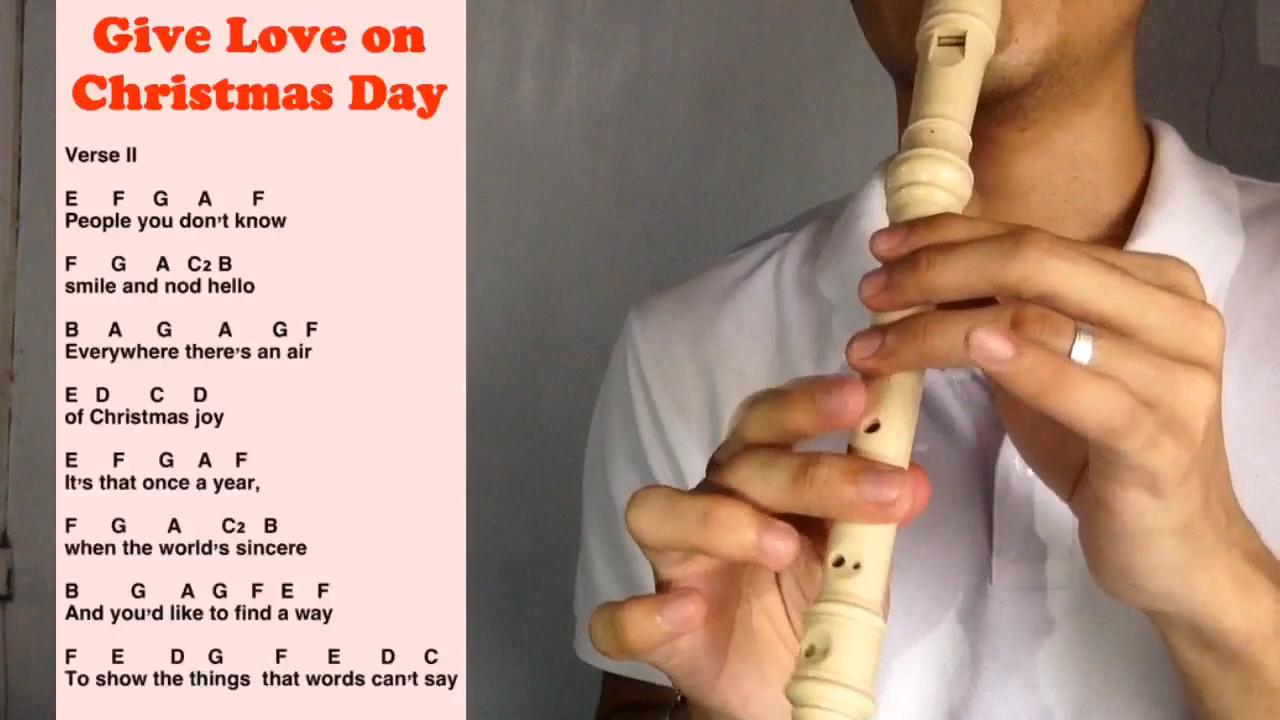 Give Love on
Christmas Day
Verse II
E F G A F
People you don't know
F G A C2 B
smile and nod hello
B A G A G F
Everywhere there's an air
E D C D
of Christmas joy
E F G A F
It's that once a year,
F G A C2 B
when the world's sincere
B G A G F E F
And you'd like to find a way
F E D G F E D C
To show the things that words can't say